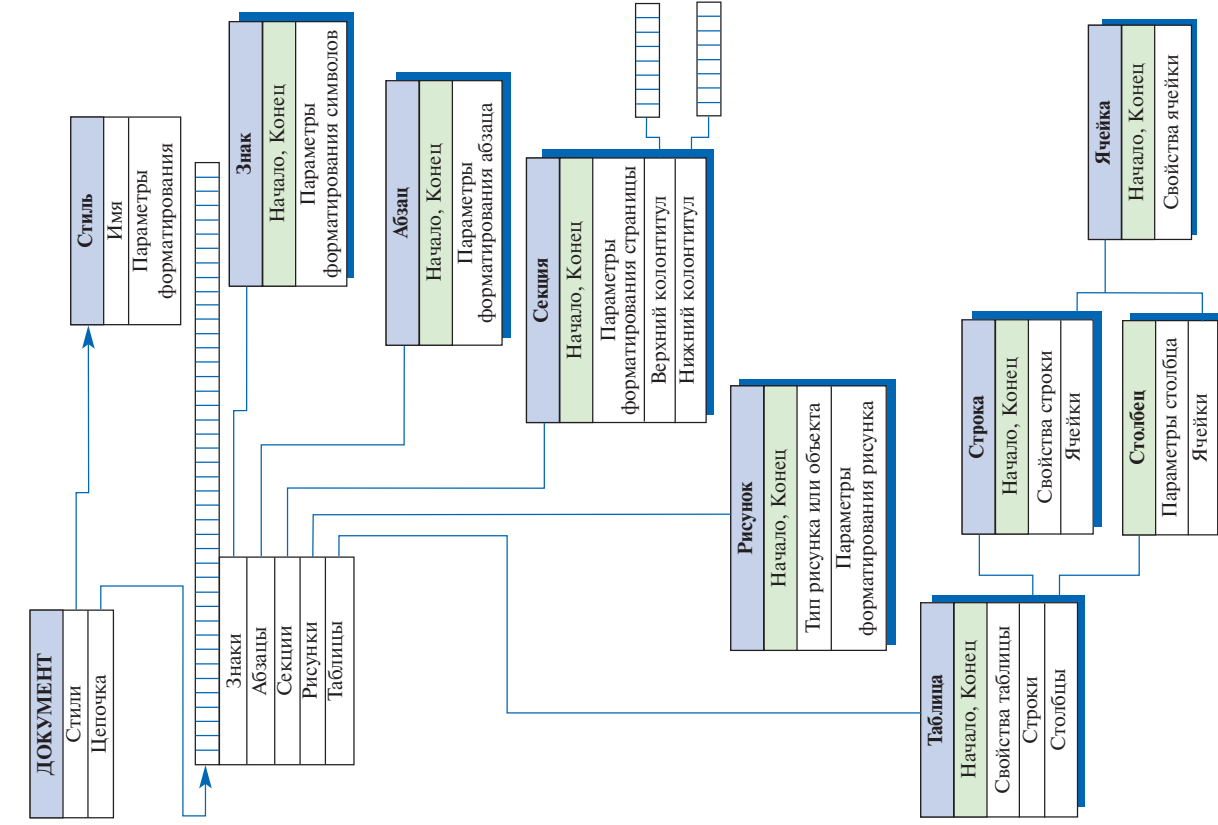 ДОКУМЕНТ
Стили
Цепочка
Стиль
Имя
Параметры
форматирования
Знаки
Абзацы
Секции
Рисунки
Таблицы
Знак
Начало, Конец
Параметры
форматирования символов
Абзац
Начало, Конец
Параметры
форматирования абзаца
Секция
Начало, Конец
Параметры
форматирования страницы
Верхний колонтитул
Нижний колонтитул
Рисунок
Начало, Конец
Тип рисунка или объекта
Параметры
форматирования рисунка
Таблица
Начало, Конец
Свойства таблицы
Строки
Столбцы
Строка
Начало, Конец
Свойства строки
Ячейки
Столбец
Параметры столбца
Ячейки
Ячейка
Начало, Конец
Свойства ячейки